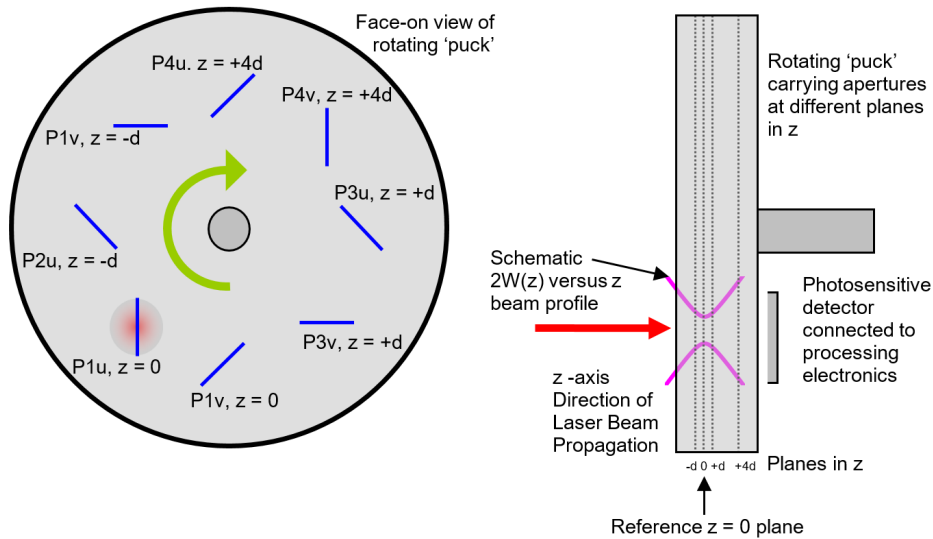 Face-on view of
rotating ‘puck’
P4u. z = +4d
P4v, z = +4d
P1v, z = -d
P3u, z = +d
P2u, z = -d
P3v, z = +d
P1u, z = 0
P1v, z = 0
Rotating ‘puck’
carrying apertures
at different planes
in z
Schematic
2W(z) versus z
beam profile
Photosensitive
detector
connected to
processing
electronics
z -axis
Direction of
Laser Beam
Propagation
-d 0 +d +4d
Planes in z
Reference z = 0 plane